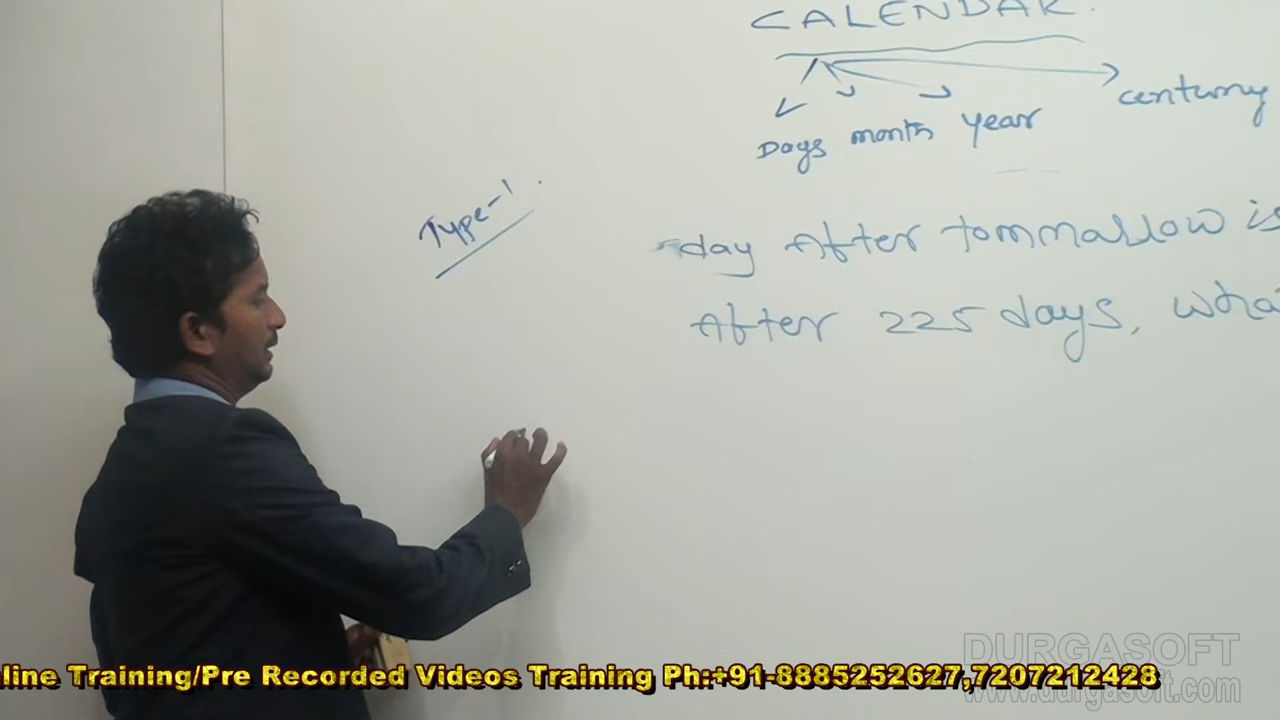 CALENDAR.
Days month year century
Type-1.
day After tommallow is
After 225 days, wha
DURGASOFT
www.durgasoft.com
line Training/Pre Recorded Videos Training Ph:+91-8885252627,7207212428